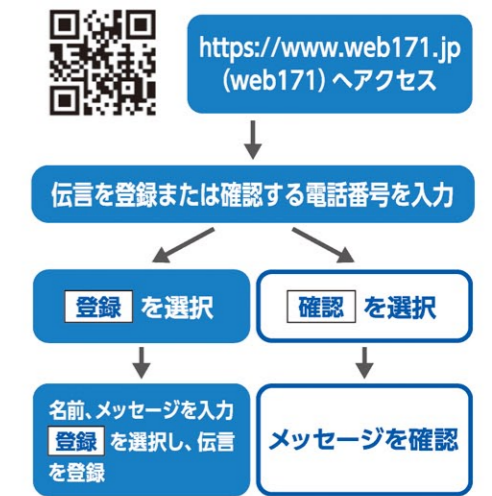 https://www.web171.jp
(web171)へアクセス
伝言を登録または確認する電話番号を入力
登録 を選択
確認 を選択
名前、メッセージを入力
登録 を選択し、伝言
を登録
メッセージを確認